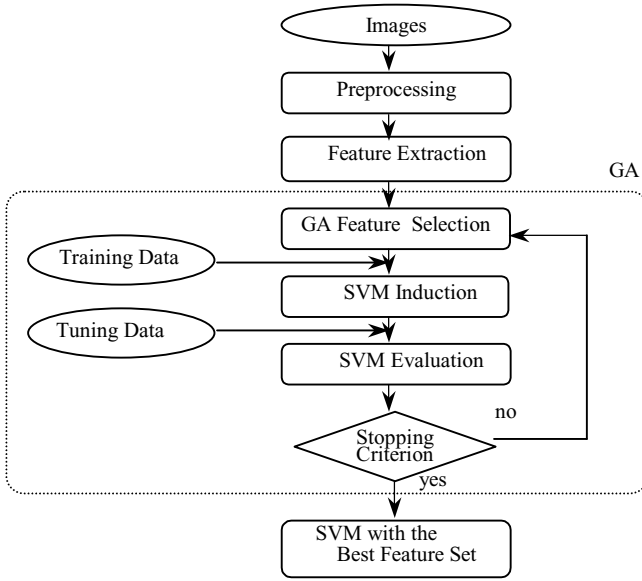 Images
Preprocessing
Feature Extraction
GA
GA Feature Selection
Training Data
SVM Induction
Tuning Data
SVM Evaluation
no
Stopping
Criterion
yes
SVM with the
Best Feature Set